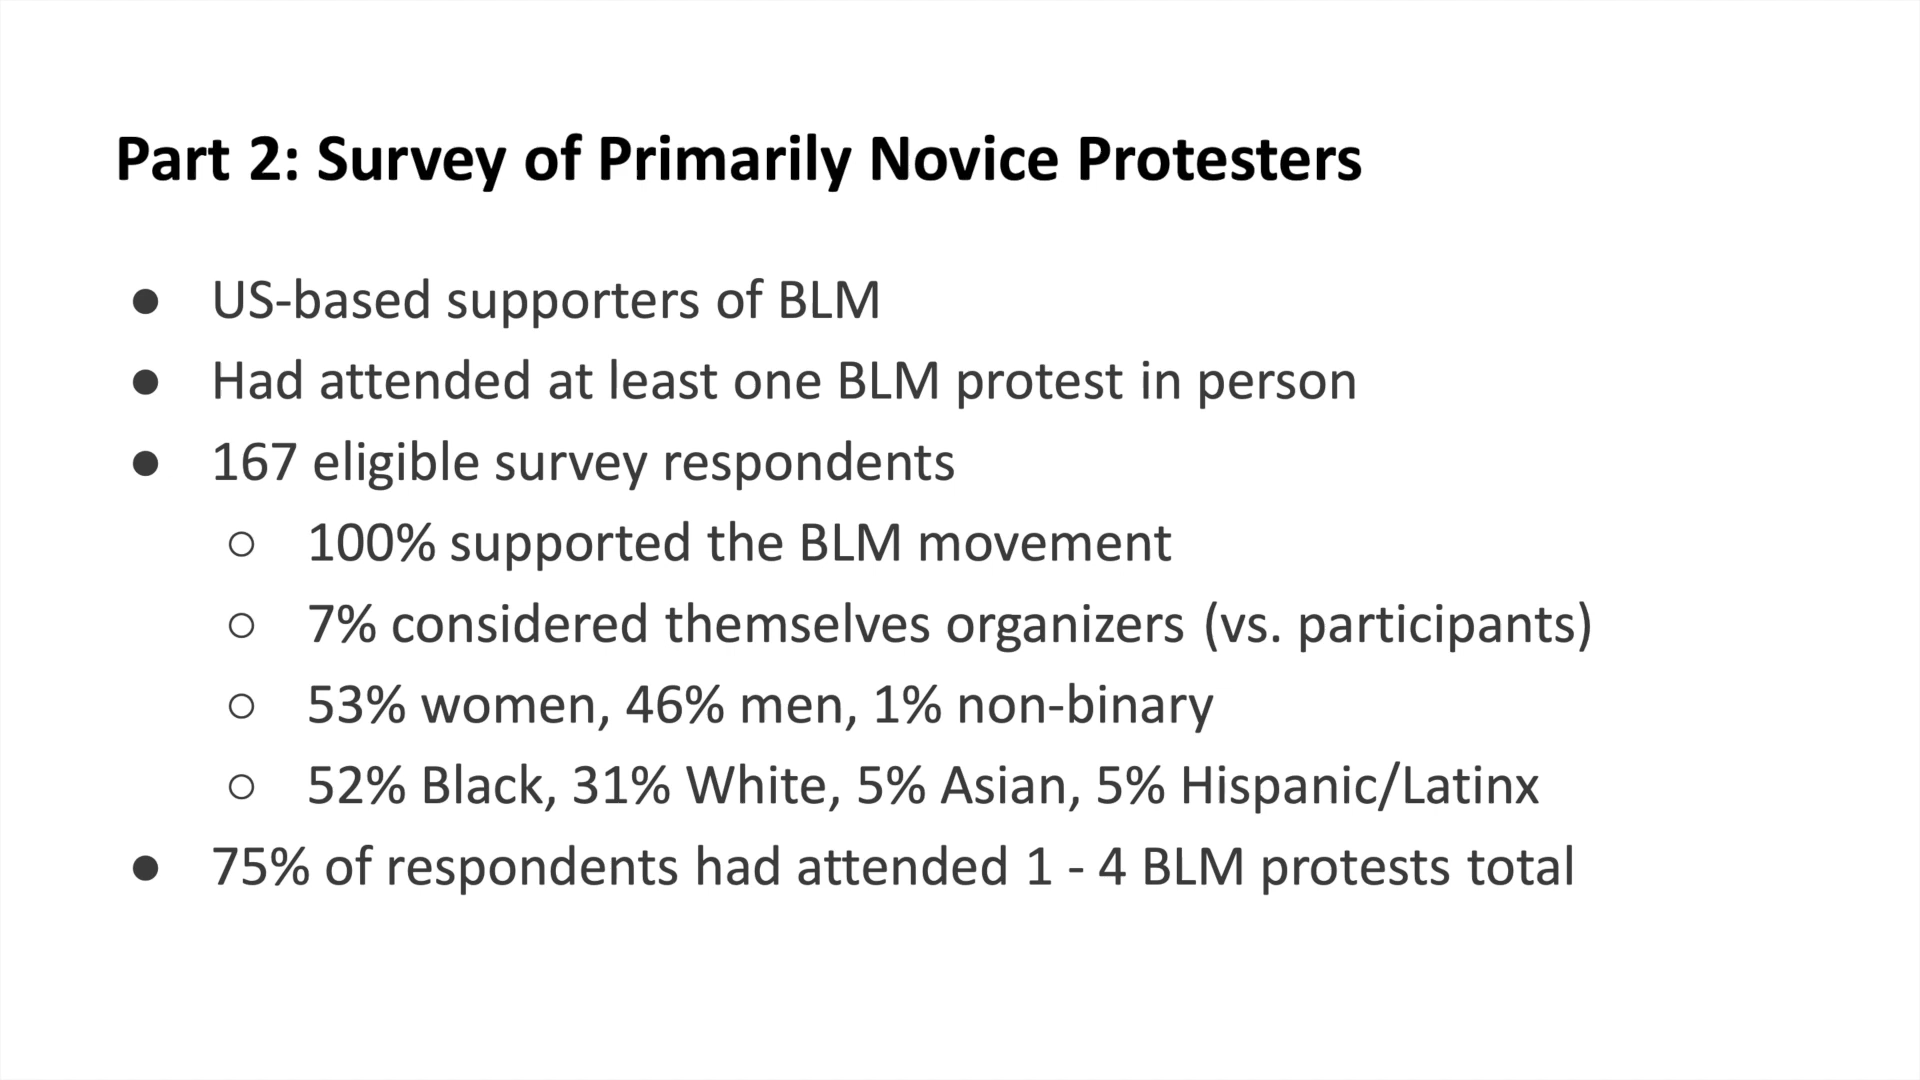 Part 2: Survey of Primarily Novice Protesters
● US-based supporters of BLM
● Had attended at least one BLM protest in person
● 167 eligible survey respondents
○ 100% supported the BLM movement
○ 7% considered themselves organizers (vs. participants)
○ 53% women, 46% men, 1% non-binary
○ 52% Black, 31% White, 5% Asian, 5% Hispanic/Latinx
● 75% of respondents had attended 1 - 4 BLM protests total